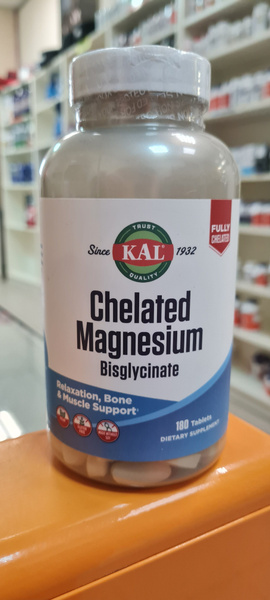 FULLY
CHELATED
TRUST
Since KAL 1932
QUALITY
Chelated
Magnesium
Bisglycinate
Relaxation, Bone
& Muscle Support
180 Tablets
DIETARY SUPPLEMENT